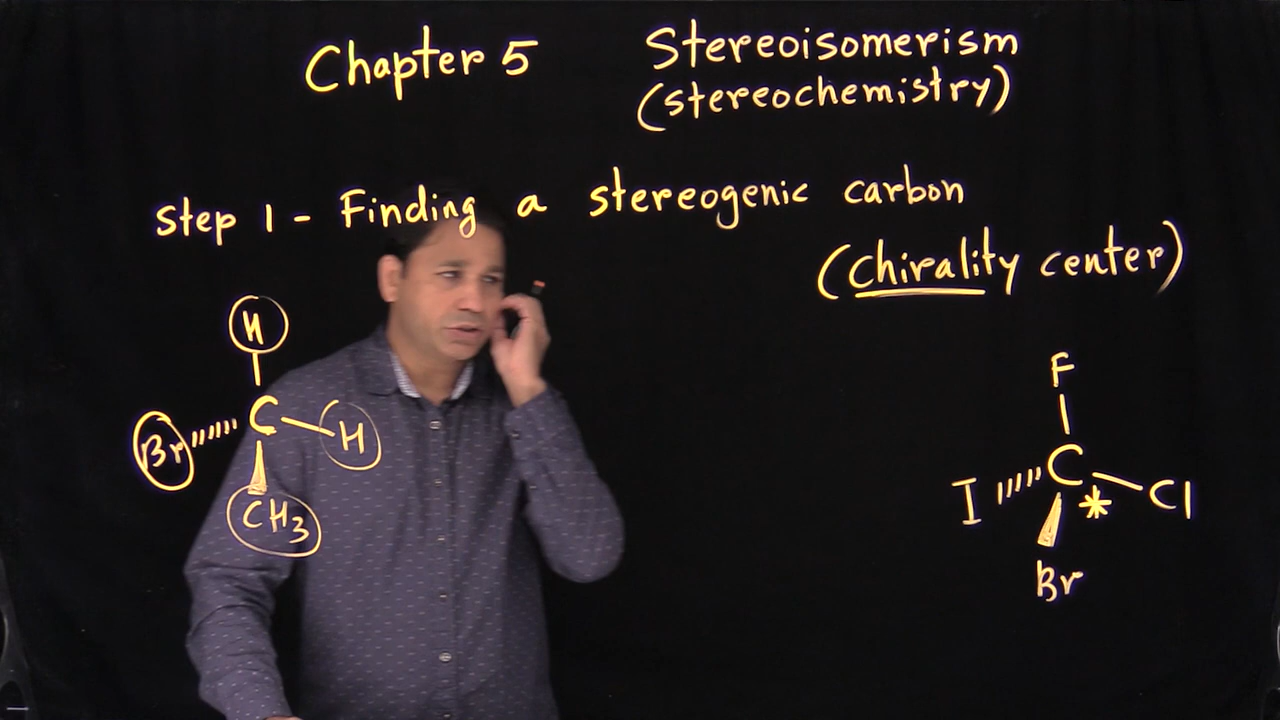 Chapter 5
Stereoisomerism
(stereochemistry)
Step 1 - Finding a stereogenic carbon
(chirality center)
H
Br C H
CH3
F
I C * Cl
Br